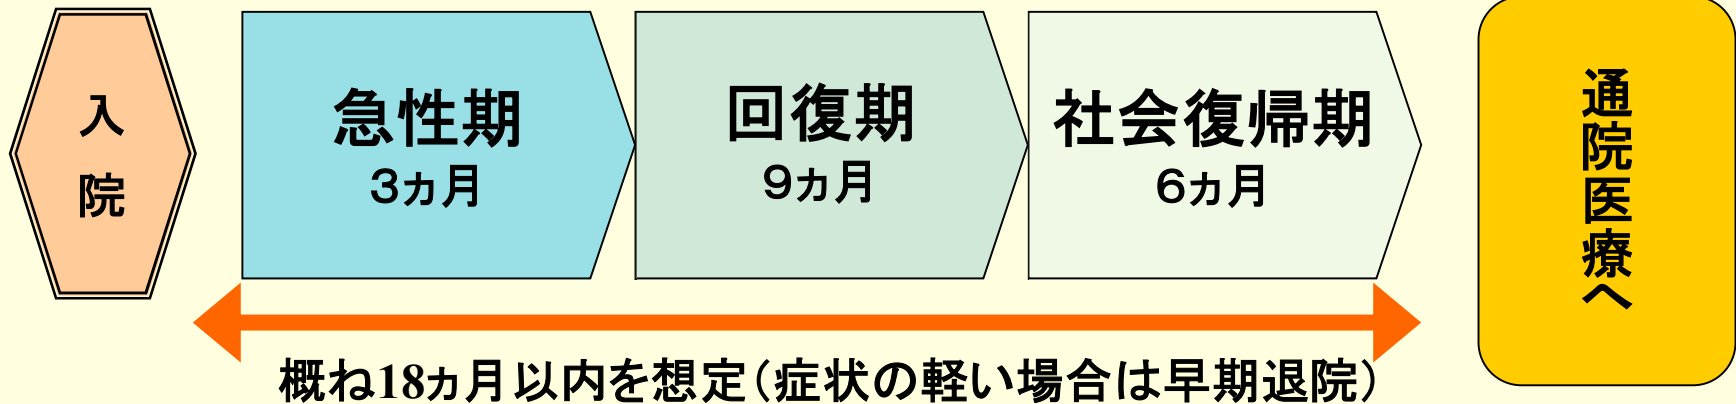 入院
急性期
3ヵ月
回復期
9ヵ月
社会復帰期
6ヵ月
通院医療へ
概ね18ヵ月以内を想定(症状の軽い場合は早期退院)